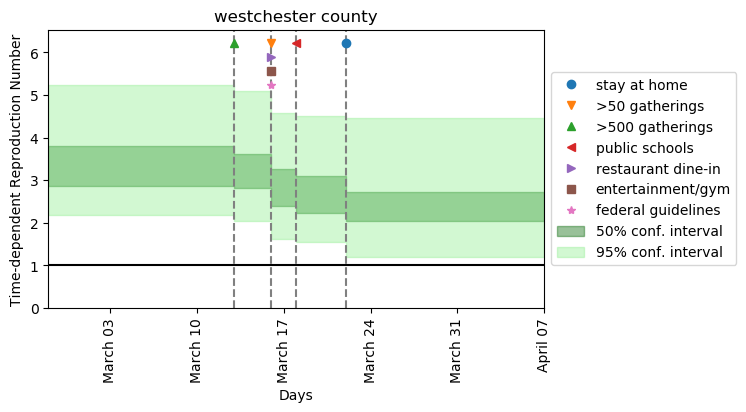 westchester county
Time-dependent Reproduction Number
6
5
4
3
2
1
0
March 03
March 10
March 17
March 24
March 31
April 07
Days
stay at home
>50 gatherings
>500 gatherings
public schools
restaurant dine-in
entertainment/gym
federal guidelines
50% conf. interval
95% conf. interval